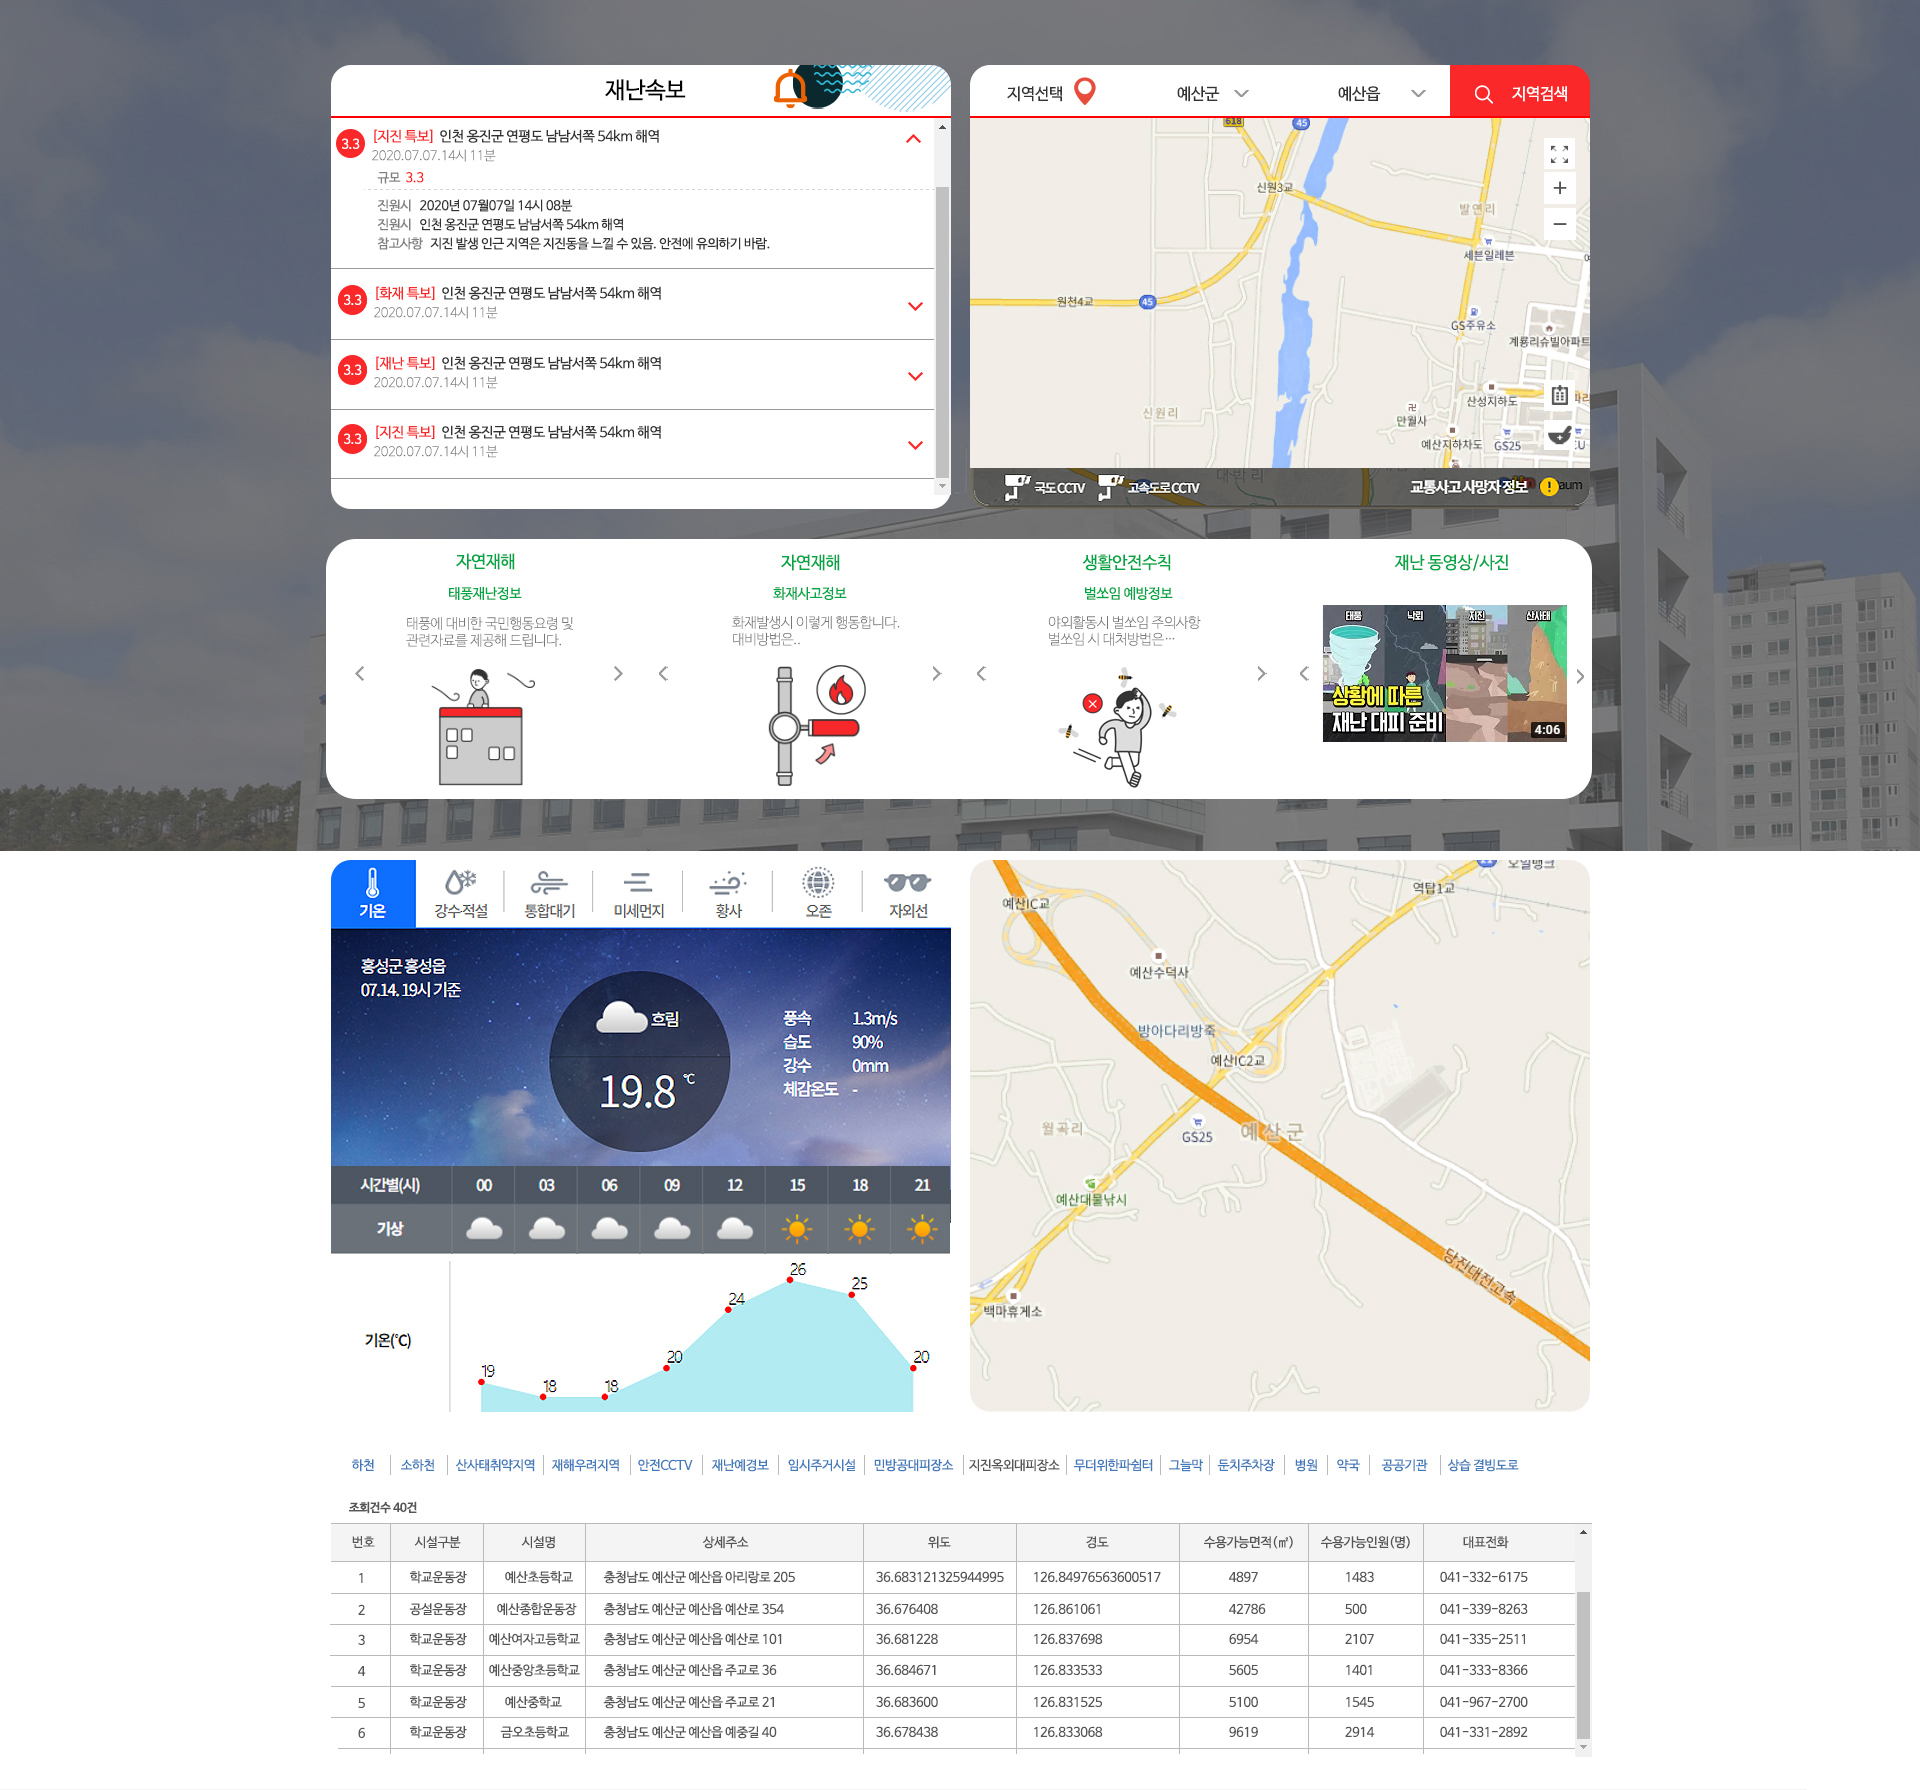 재난속보
3.3 [지진 특보] 인천 옹진군 연평도 남남서쪽 54km 해역
2020.07.07.14시 11분
규모 3.3
진원시 2020년 07월07일 14시 08분
진원시 인천 옹진군 연평도 남남서쪽 54km 해역
참고사항 지진 발생 인근 지역은 지진동을 느낄 수 있음. 안전에 유의하기 바람.
3.3 [화재 특보] 인천 옹진군 연평도 남남서쪽 54km 해역
2020.07.07.14시 11분
3.3 [재난 특보] 인천 옹진군 연평도 남남서쪽 54km 해역
2020.07.07.14시 11분
3.3 [지진 특보] 인천 옹진군 연평도 남남서쪽 54km 해역
2020.07.07.14시 11분
지역선택 예산군 예산읍 지역검색
618
45
신원3교
발연리
세븐일레븐
원천4교 45
GS주유소
계룡리슈빌아파트
산성지하도
신원리
만월사
예산지하차도 GS25
국도 CCTV 고속도로 CCTV 교통사고 사망자 정보
자연재해
태풍재난정보
태풍에 대비한 국민행동요령 및
관련자료를 제공해 드립니다.
자연재해
화재사고정보
화재발생시 이렇게 행동합니다.
대비방법은..
생활안전수칙
벌쏘임 예방정보
야외활동시 벌쏘임 주의사항
벌쏘임 시 대처방법은…
재난 동영상/사진
태풍 낙뢰 지진 산사태
상황에 따른
재난 대피 준비
4:06
기온 강수·적설 통합대기 미세먼지 황사 오존 자외선
홍성군 홍성읍
07.14. 19시 기준
흐림
19.8 ℃
풍속 1.3m/s
습도 90%
강수 0mm
체감온도 -
시간별(시) 00 03 06 09 12 15 18 21
기상
기온(℃)
19 18 18 20 24 26 25 20
오일뱅크
역탑1교
예산IC교
예산수덕사
방아다리방죽
예산IC2교
월곡리
GS25
예산군
예산대물낚시
당진대전고속
백마휴게소
하천 소하천 산사태취약지역 재해우려지역 안전CCTV 재난예경보 임시주거시설 민방공대피장소 지진옥외대피장소 무더위한파쉼터 그늘막 둔치주차장 병원 약국 공공기관 상습 결빙도로
조회건수 40건
번호 시설구분 시설명 상세주소 위도 경도 수용가능면적(㎡) 수용가능인원(명) 대표전화
1 학교운동장 예산초등학교 충청남도 예산군 예산읍 아리랑로 205 36.683121325944995 126.84976563600517 4897 1483 041-332-6175
2 공설운동장 예산종합운동장 충청남도 예산군 예산읍 예산로 354 36.676408 126.861061 42786 500 041-339-8263
3 학교운동장 예산여자고등학교 충청남도 예산군 예산읍 예산로 101 36.681228 126.837698 6954 2107 041-335-2511
4 학교운동장 예산중앙초등학교 충청남도 예산군 예산읍 주교로 36 36.684671 126.833533 5605 1401 041-333-8366
5 학교운동장 예산중학교 충청남도 예산군 예산읍 주교로 21 36.683600 126.831525 5100 1545 041-967-2700
6 학교운동장 금오초등학교 충청남도 예산군 예산읍 예중길 40 36.678438 126.833068 9619 2914 041-331-2892